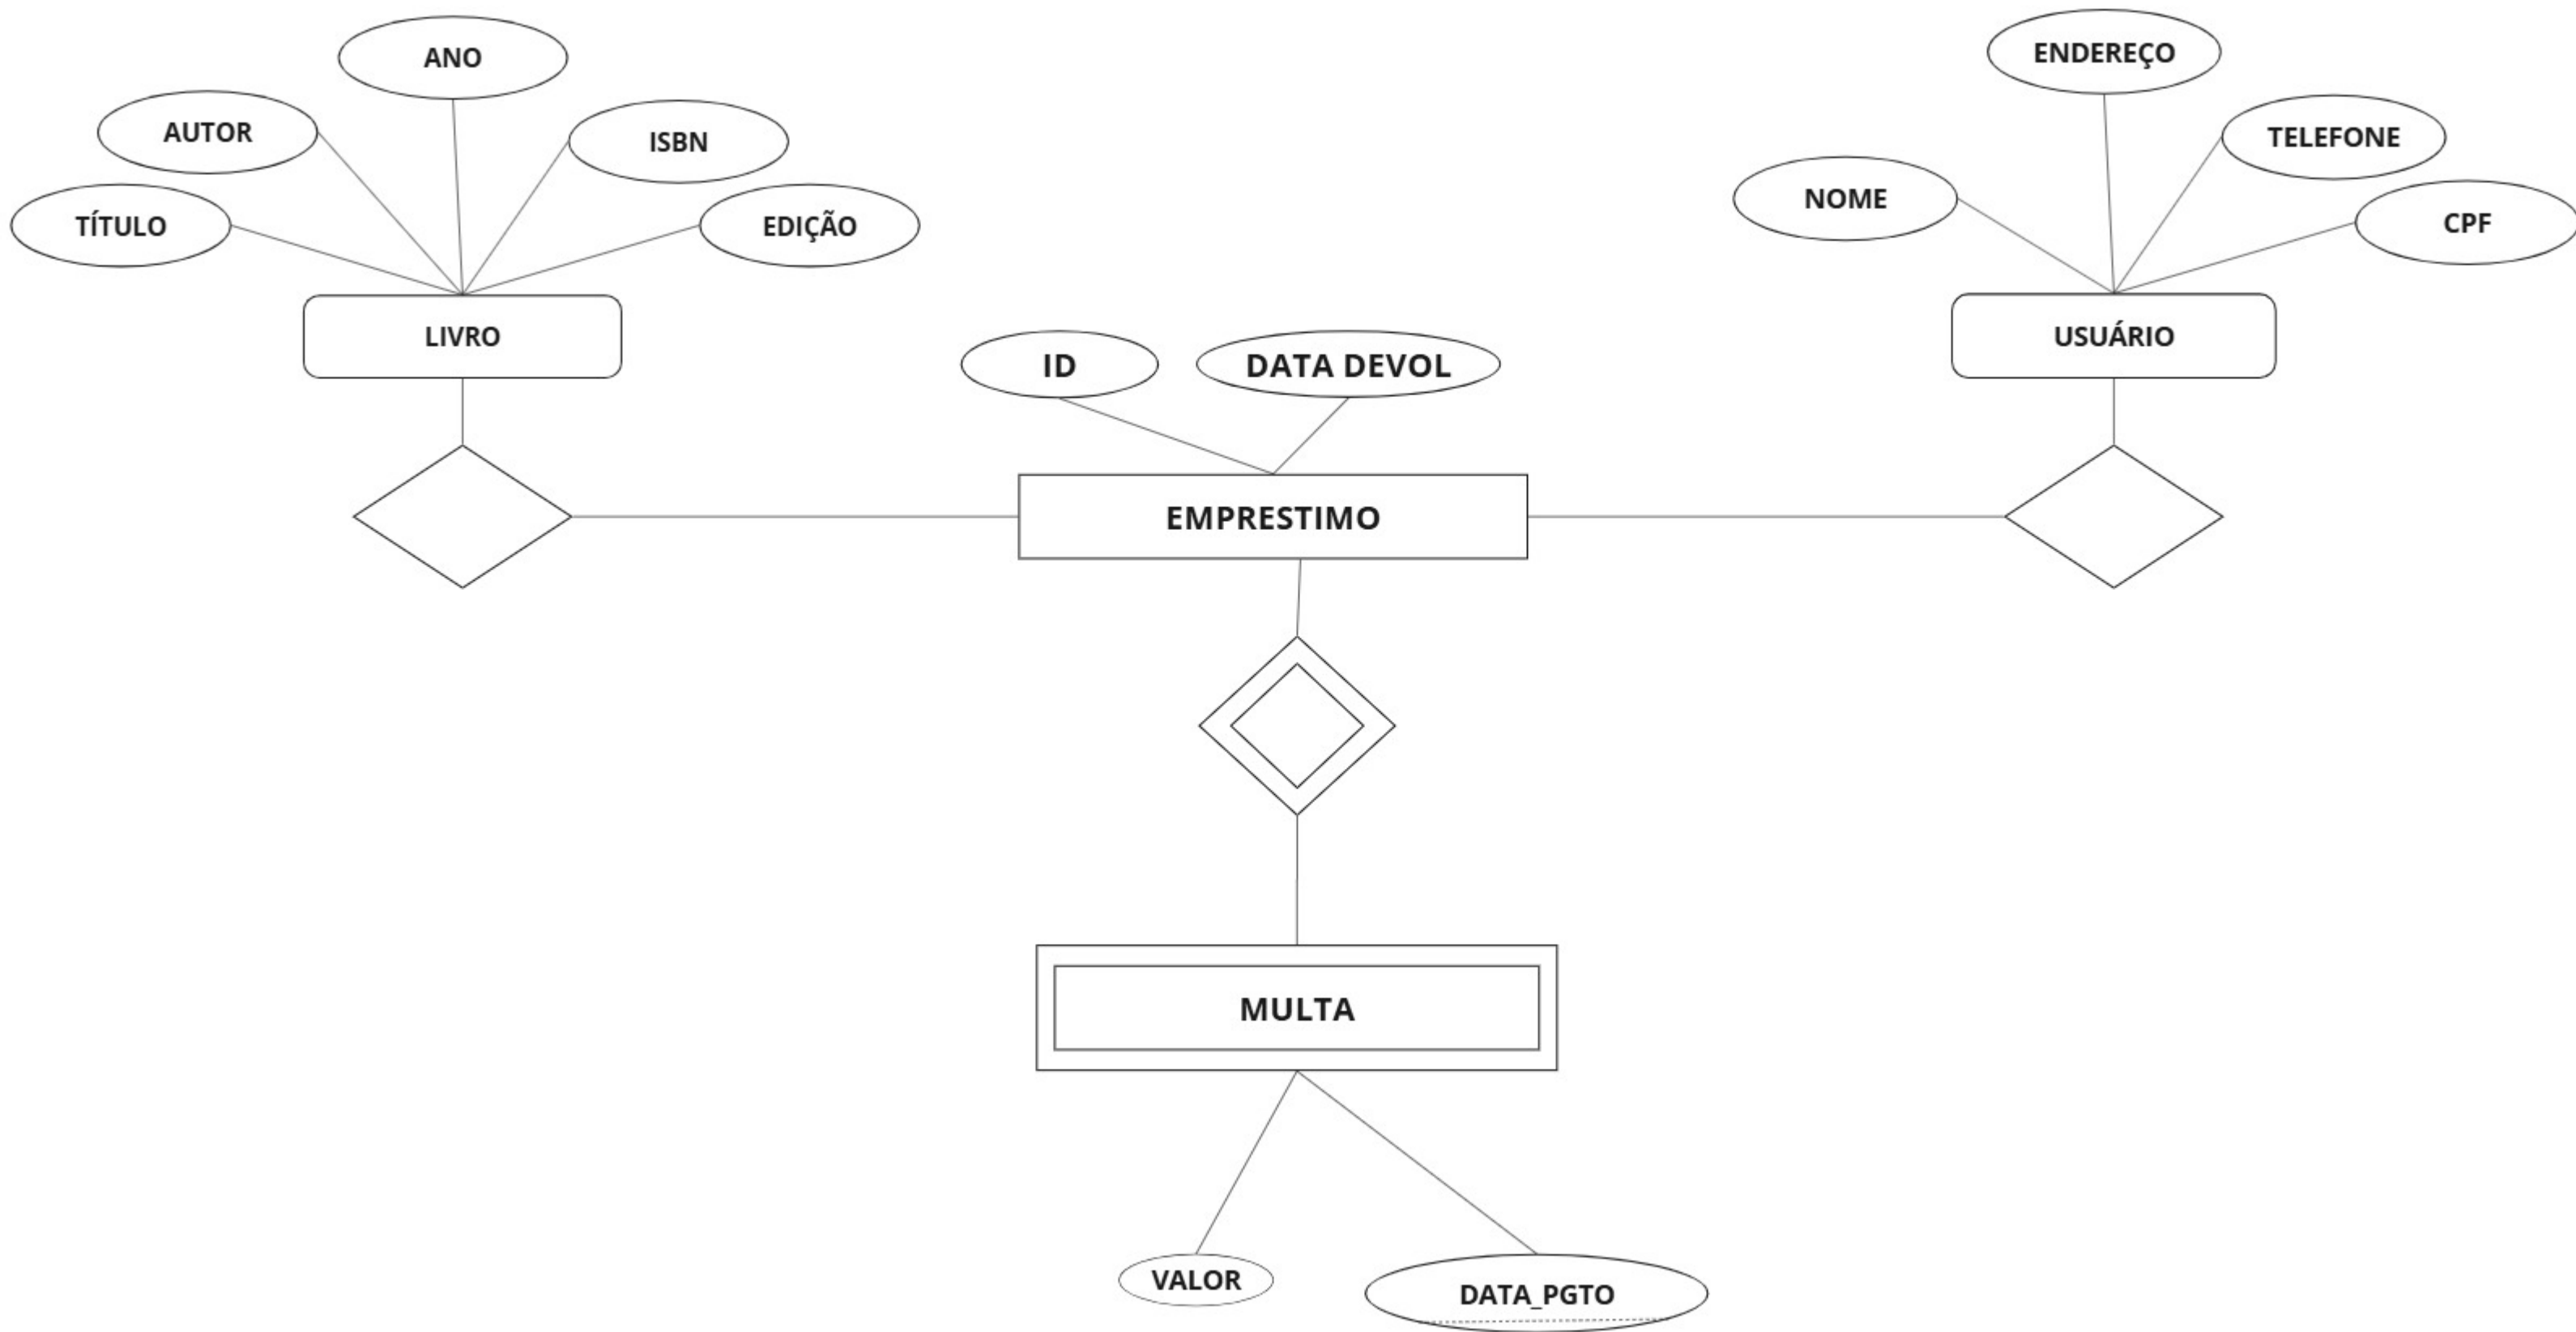 ANO
ENDEREÇO
AUTOR
ISBN
TELEFONE
TÍTULO
EDIÇÃO
NOME
CPF
LIVRO
USUÁRIO
ID
DATA DEVOL
EMPRESTIMO
MULTA
VALOR
DATA_PGTO